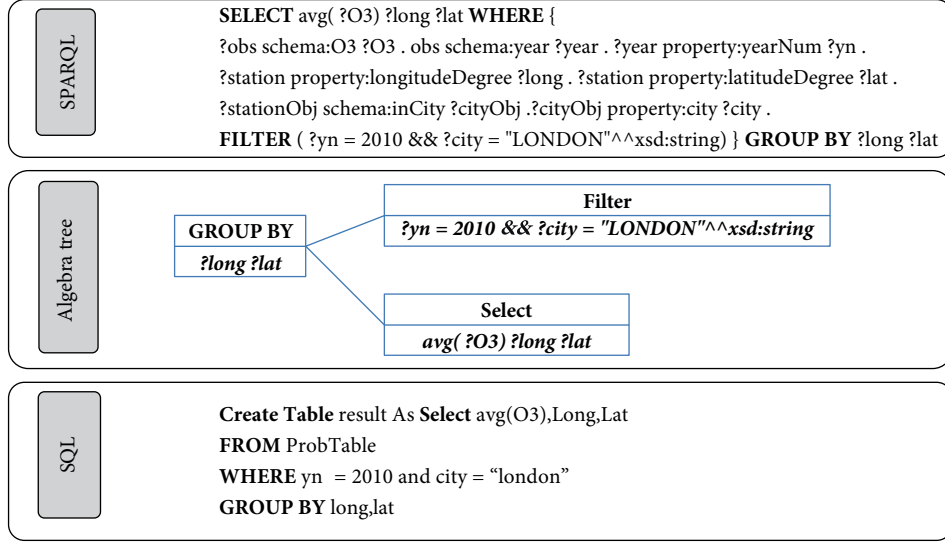 SPARQL
SELECT avg( ?O3) ?long ?lat WHERE {
?obs schema:O3 ?O3 . obs schema:year ?year . ?year property:yearNum ?yn .
?station property:longitudeDegree ?long . ?station property:latitudeDegree ?lat .
?stationObj schema:inCity ?cityObj .?cityObj property:city ?city .
FILTER ( ?yn = 2010 && ?city = "LONDON"^^xsd:string) } GROUP BY ?long ?lat
Algebra tree
GROUP BY
?long ?lat
Filter
?yn = 2010 && ?city = "LONDON"^^xsd:string
Select
avg( ?O3) ?long ?lat
SQL
Create Table result As Select avg(O3),Long,Lat
FROM ProbTable
WHERE yn = 2010 and city = “london”
GROUP BY long,lat